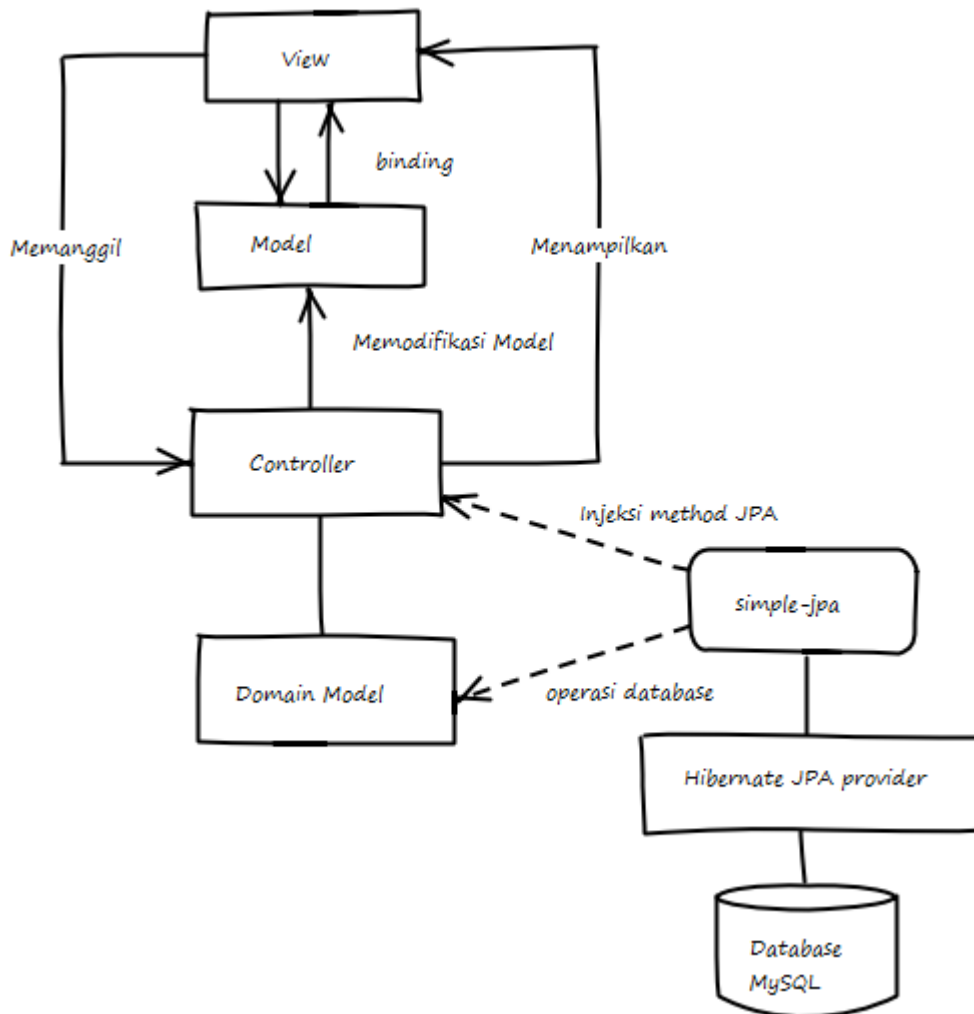 View
binding
Memanggil
Model
Menampilkan
Memodifikasi Model
Controller
Injeksi method JPA
simple-jpa
Domain Model
operasi database
Hibernate JPA provider
Database
MySQL